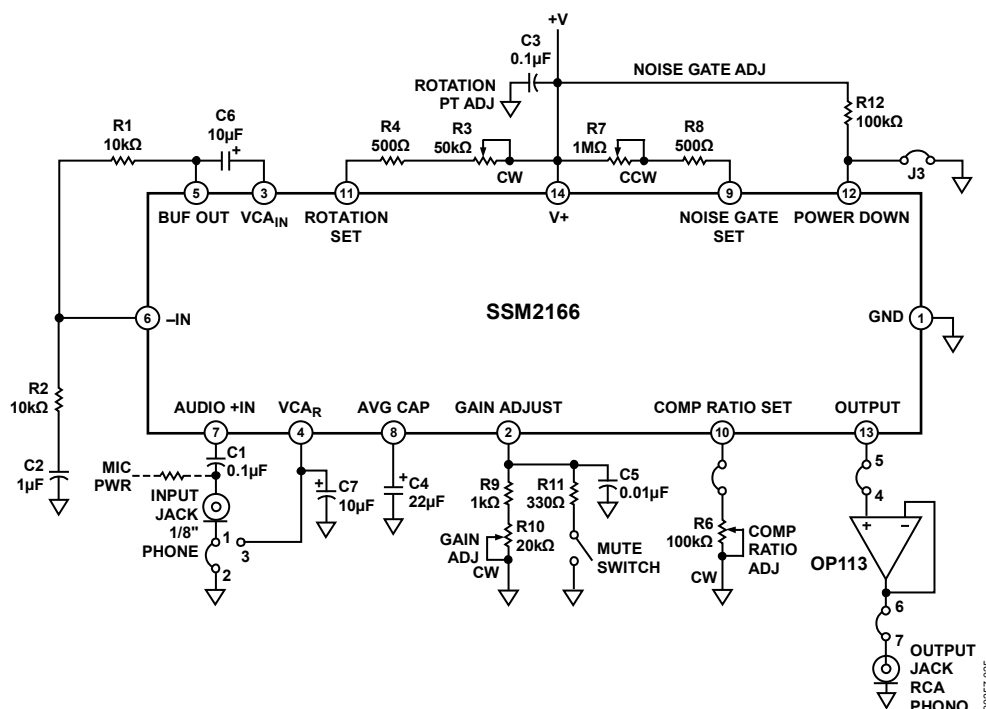 +V
C3
0.1µF
ROTATION
PT ADJ
NOISE GATE ADJ
R12
100kΩ
R1
10kΩ
C6
10µF
+
R4
500Ω
R3
50kΩ
CW
R7
1MΩ
CCW
R8
500Ω
J3
5
3
11
14
9
12
BUF OUT
VCAIN
ROTATION
SET
V+
NOISE GATE
SET
POWER DOWN
SSM2166
6
–IN
GND
1
R2
10kΩ
C2
1µF
AUDIO +IN
VCAR
AVG CAP
GAIN ADJUST
COMP RATIO SET
OUTPUT
7
4
8
2
10
13
C1
0.1µF
MIC
PWR
INPUT
JACK
1/8"
PHONE
1
2
3
+
C7
10µF
+
C4
22µF
R9
1kΩ
R10
20kΩ
GAIN
ADJ
CW
R11
330Ω
C5
0.01µF
MUTE
SWITCH
R6
100kΩ
COMP
RATIO
ADJ
CW
5
4
+
–
OP113
6
7
OUTPUT
JACK
RCA
PHONO